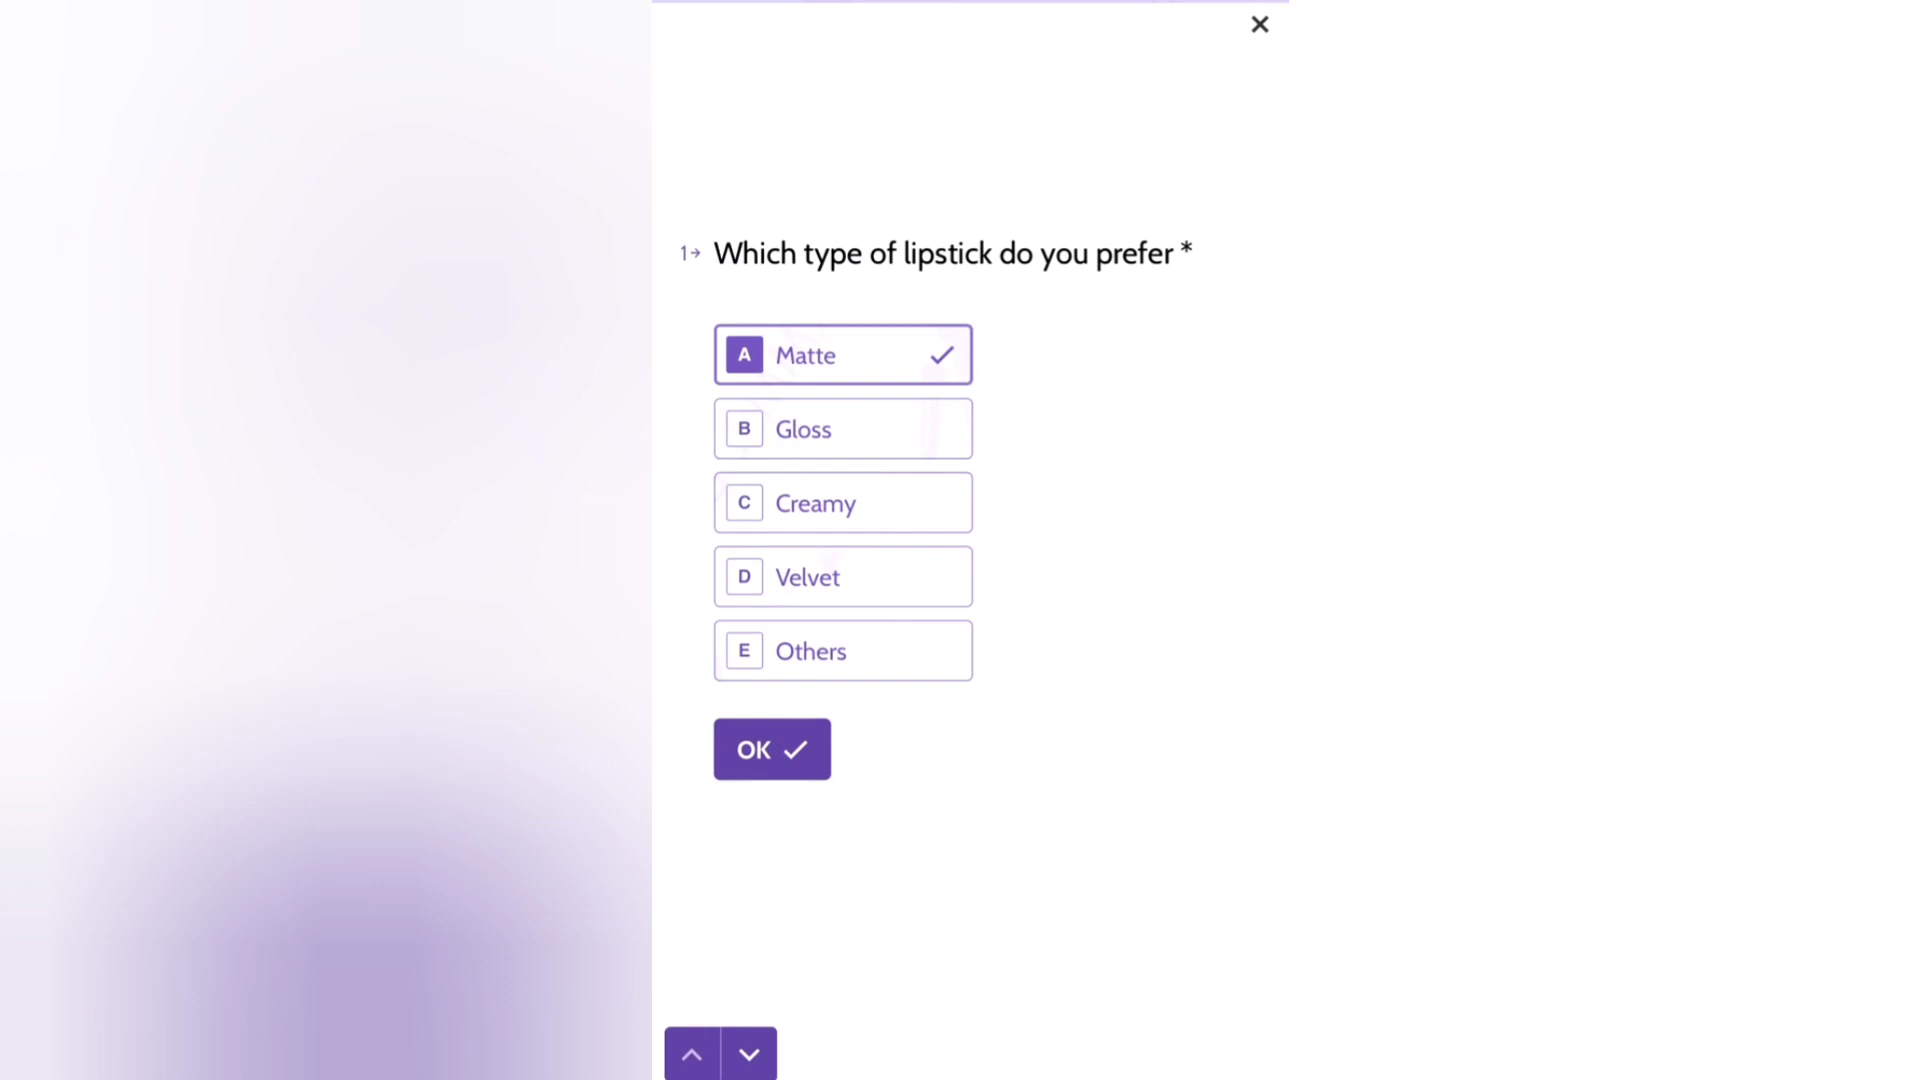 1→ Which type of lipstick do you prefer *
A Matte
B Gloss
C Creamy
D Velvet
E Others
OK